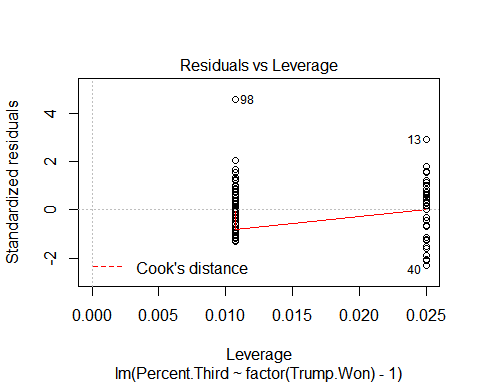 Residuals vs Leverage
Standardized residuals
4
2
0
-2
98
13
40
Cook's distance
0.000 0.005 0.010 0.015 0.020 0.025
Leverage
lm(Percent.Third ~ factor(Trump.Won) - 1)